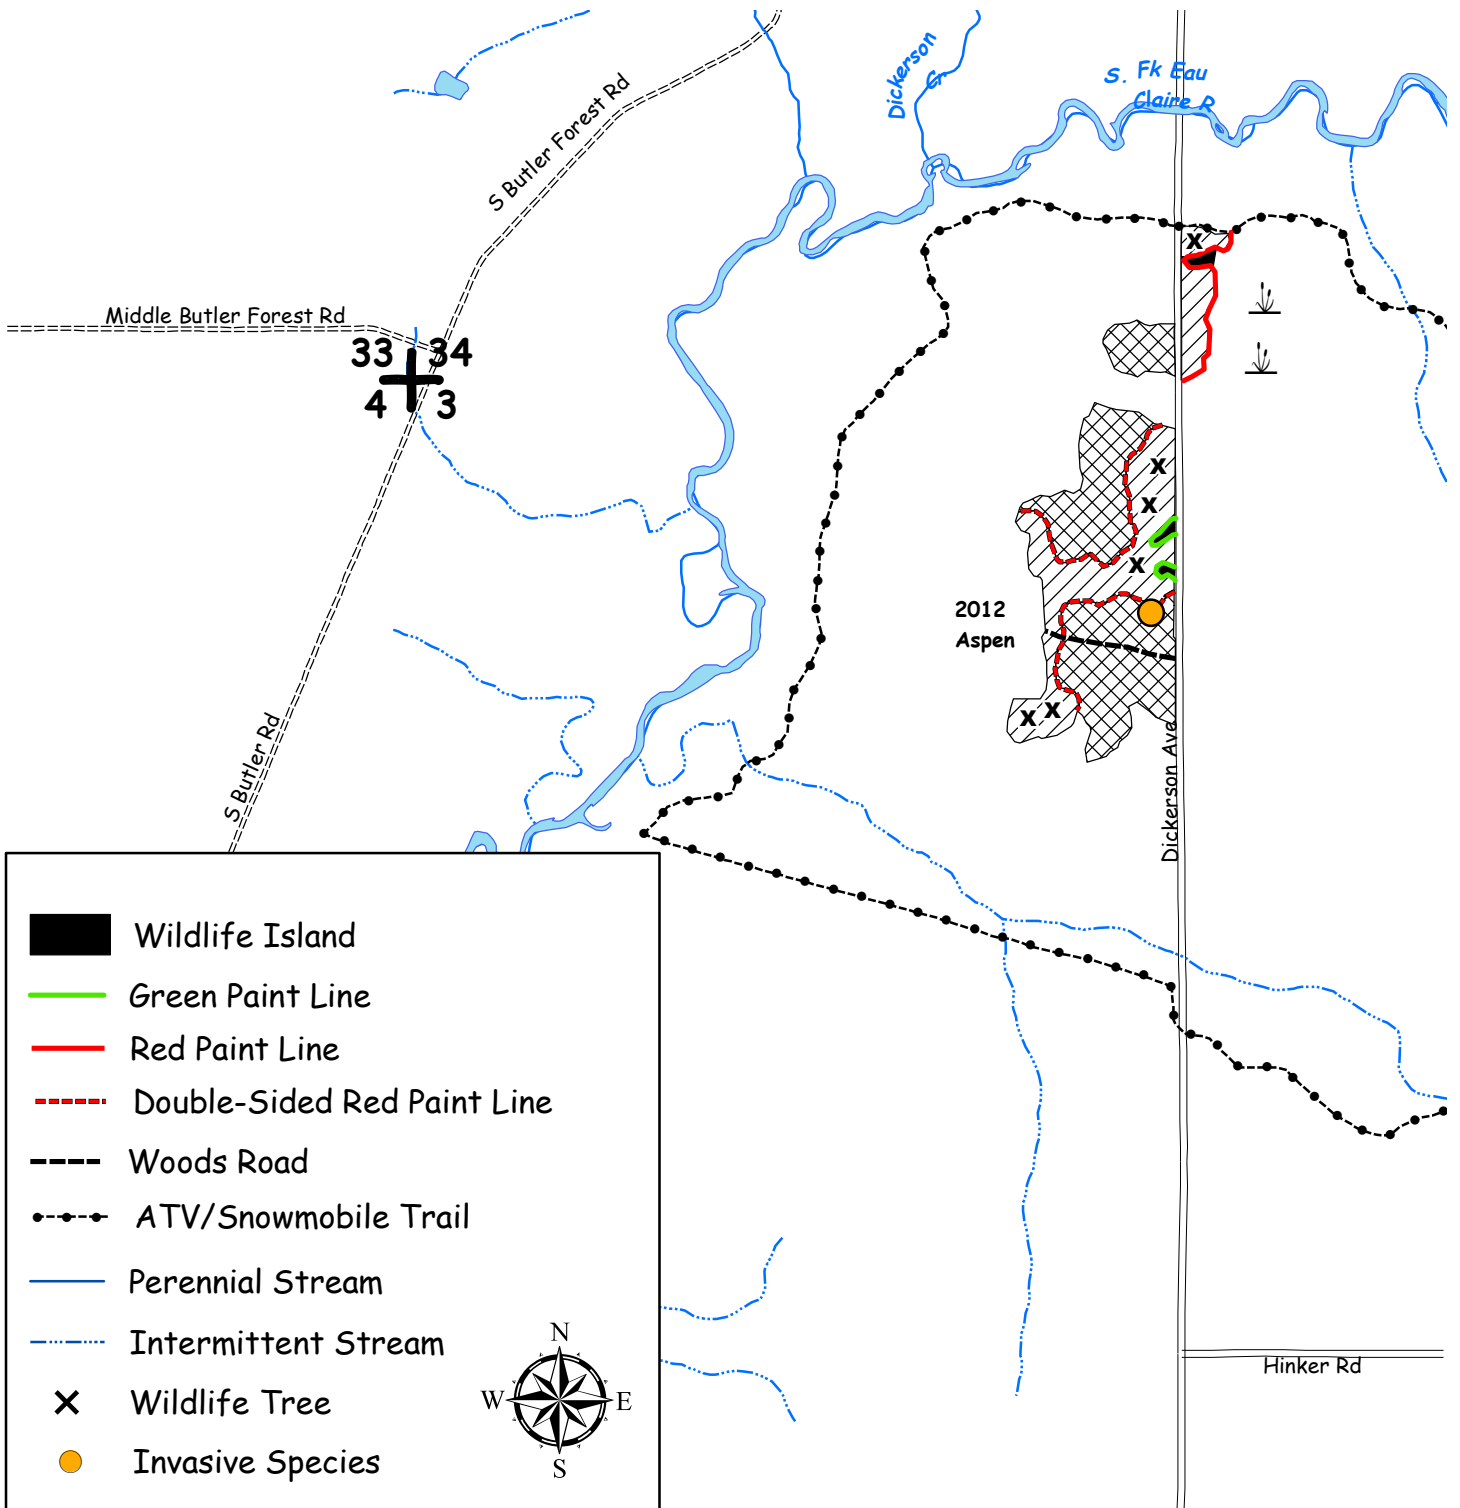 Dickerson
Cr
S. Fk Eau
Claire R
S Butler Forest Rd
Middle Butler Forest Rd
33 34
4 3
2012
Aspen
S Butler Rd
Dickerson Ave
Wildlife Island
Green Paint Line
Red Paint Line
Double-Sided Red Paint Line
Woods Road
ATV/Snowmobile Trail
Perennial Stream
Intermittent Stream
Wildlife Tree
Invasive Species
N
W E
S
Hinker Rd